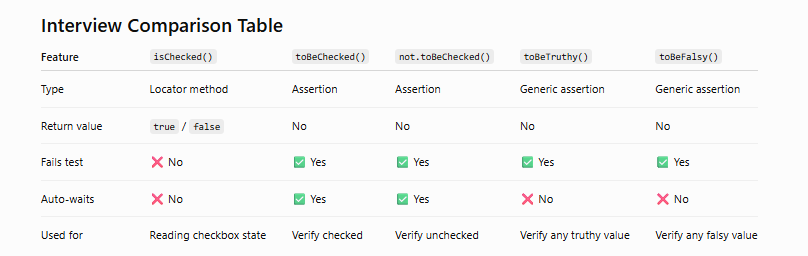 Interview Comparison Table
Feature isChecked() toBeChecked() not.toBeChecked() toBeTruthy() toBeFalsy()
Type Locator method Assertion Assertion Generic assertion Generic assertion
Return value true / false No No No No
Fails test ❌ No ✅ Yes ✅ Yes ✅ Yes ✅ Yes
Auto-waits ❌ No ✅ Yes ✅ Yes ❌ No ❌ No
Used for Reading checkbox state Verify checked Verify unchecked Verify any truthy value Verify any falsy value